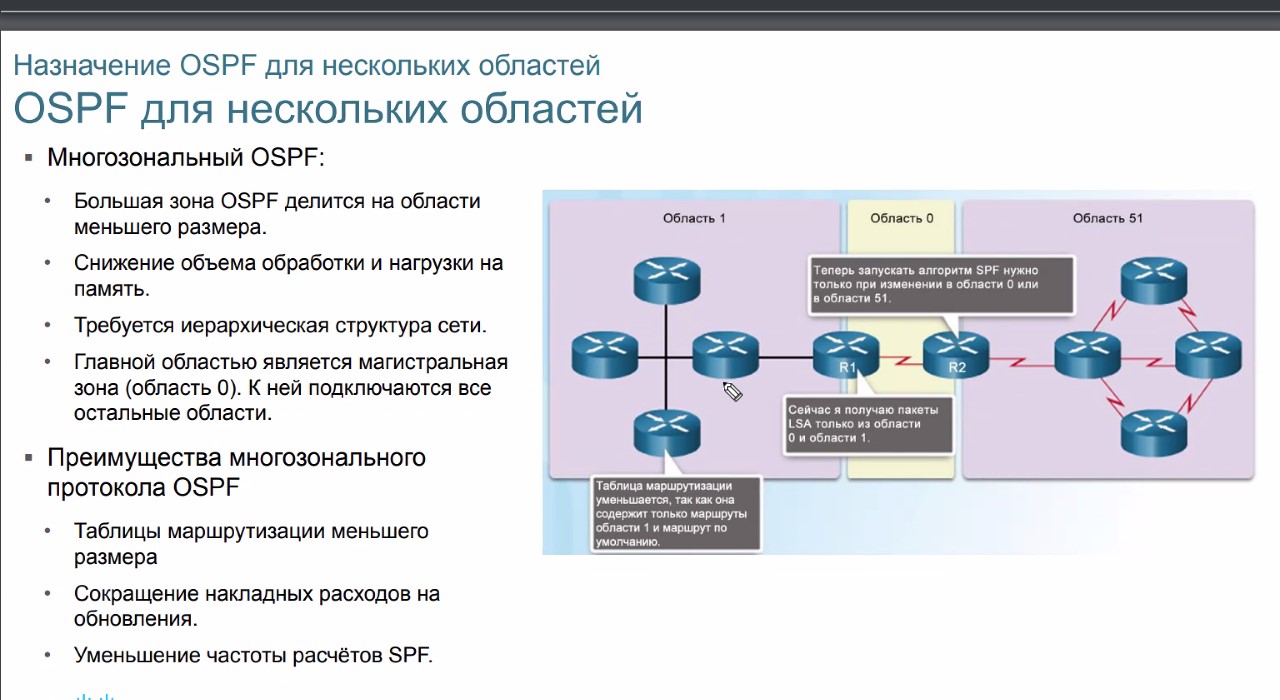 Назначение OSPF для нескольких областей
OSPF для нескольких областей
Многозональный OSPF:
Большая зона OSPF делится на области
меньшего размера.
Снижение объема обработки и нагрузки на
память.
Требуется иерархическая структура сети.
Главной областью является магистральная
зона (область 0). К ней подключаются все
остальные области.
Преимущества многозонального
протокола OSPF
Таблицы маршрутизации меньшего
размера
Сокращение накладных расходов на
обновления.
Уменьшение частоты расчётов SPF.
Область 1
Область 0
Область 51
Теперь запускать алгоритм SPF нужно
только при изменении в области 0 или
в области 51.
R1
R2
Сейчас я получаю пакеты
LSA только из области
0 и области 1.
Таблица маршрутизации
уменьшается, так как она
содержит только маршруты
области 1 и маршрут по
умолчанию.